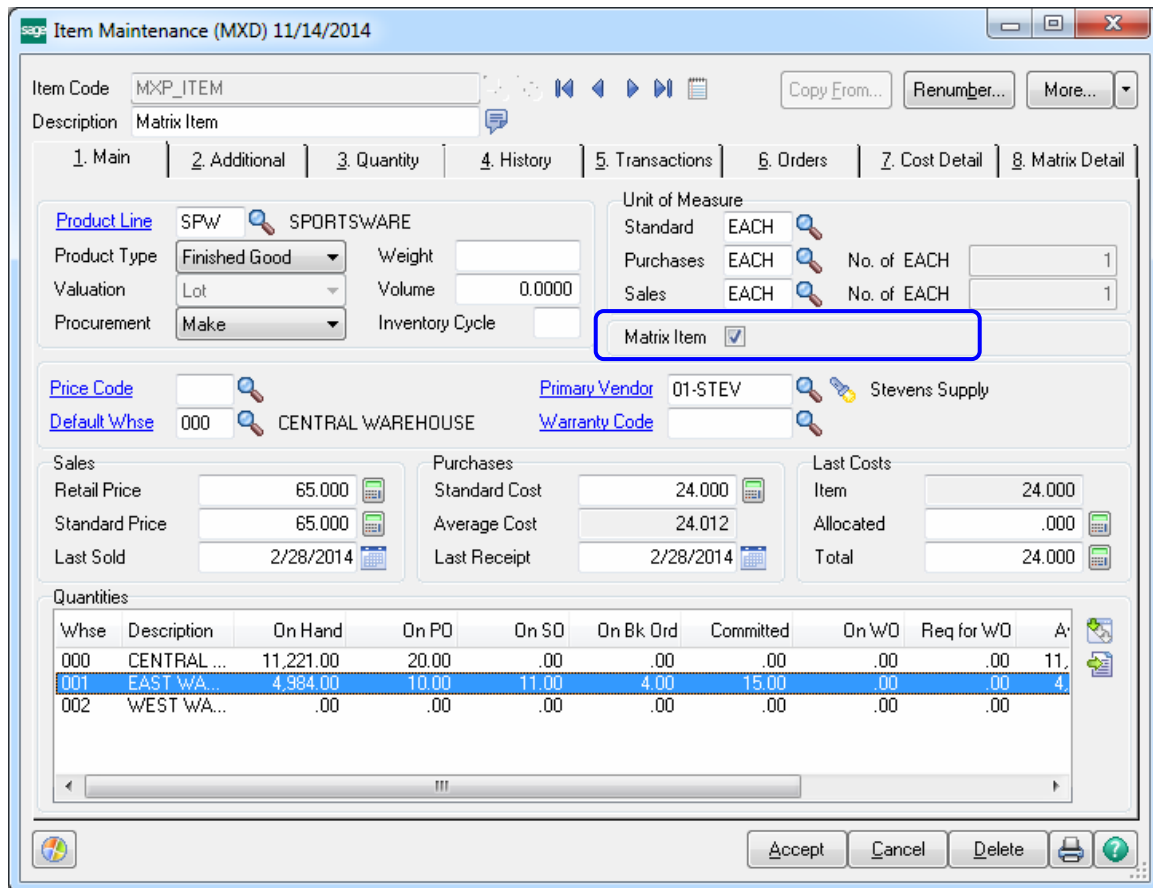 sage Item Maintenance (MXD) 11/14/2014
Item Code MXP_ITEM Copy From... Renumber... More...
Description Matrix Item
1. Main 2. Additional 3. Quantity 4. History 5. Transactions 6. Orders 7. Cost Detail 8. Matrix Detail
Product Line SPW SPORTSWARE
Product Type Finished Good Weight
Valuation Lot Volume 0.0000
Procurement Make Inventory Cycle
Unit of Measure
Standard EACH
Purchases EACH No. of EACH 1
Sales EACH No. of EACH 1
Matrix Item
Price Code Primary Vendor 01-STEV Stevens Supply
Default Whse 000 CENTRAL WAREHOUSE Warranty Code
Sales
Retail Price 65.000
Standard Price 65.000
Last Sold 2/28/2014
Purchases
Standard Cost 24.000
Average Cost 24.012
Last Receipt 2/28/2014
Last Costs
Item 24.000
Allocated .000
Total 24.000
Quantities
Whse Description On Hand On PO On SO On Bk Ord Committed On WO Req for WO
000 CENTRAL ... 11,221.00 20.00 .00 .00 .00 .00 .00 11,
001 EAST WA... 4,984.00 10.00 11.00 4.00 15.00 .00 .00 4,
002 WEST WA... .00 .00 .00 .00 .00 .00 .00
Accept Cancel Delete